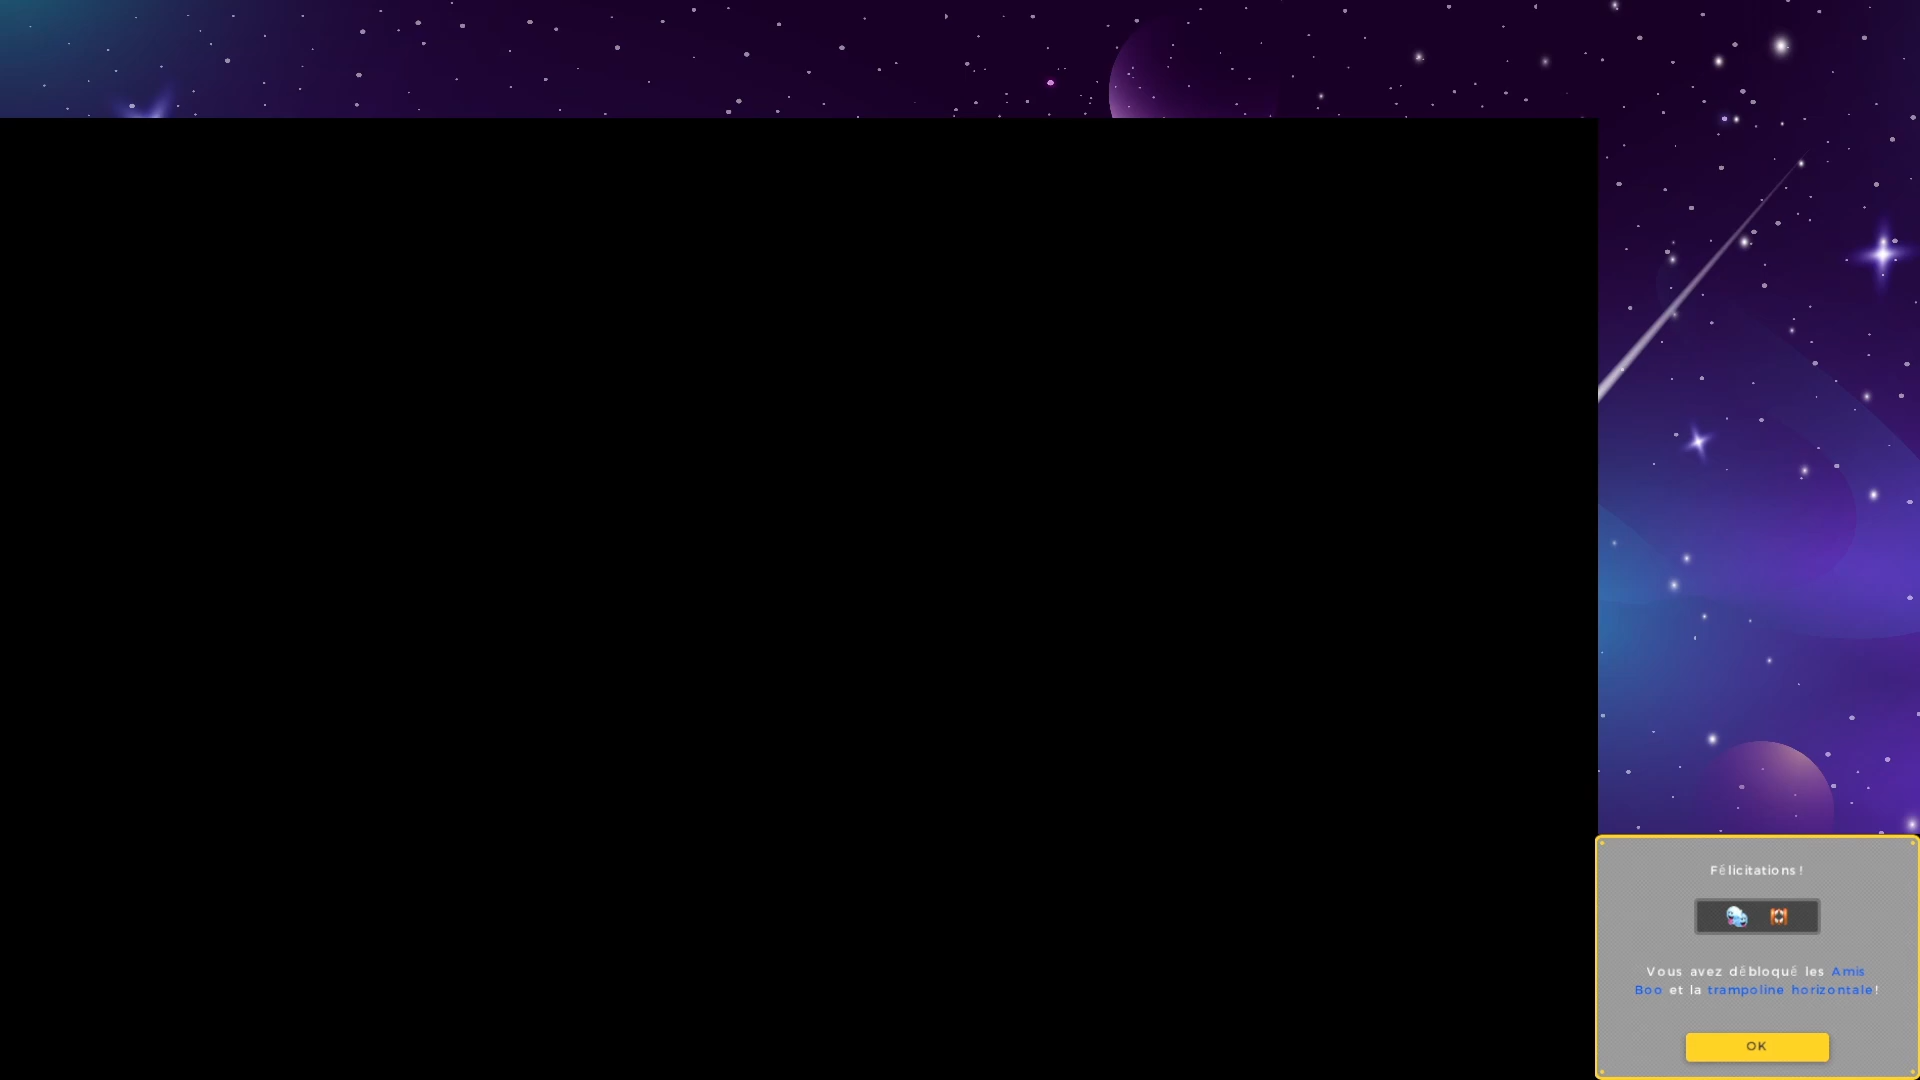 Félicitations !
Vous avez débloqué les Amis
Boo et la trampoline horizontale !
OK